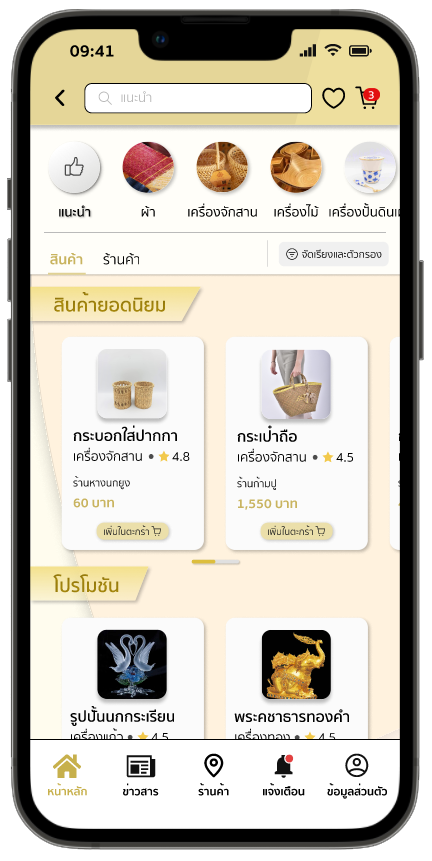 09:41
แนะนำ
3
แนะนำ
ผ้า
เครื่องจักสาน
เครื่องไม้
เครื่องปั้นดินเผ
สินค้า
ร้านค้า
จัดเรียงและตัวกรอง
สินค้ายอดนิยม
กระบอกใส่ปากกา
เครื่องจักสาน • 4.8
ร้านหางนกยูง
60 บาท
เพิ่มในตะกร้า
กระเป๋าถือ
เครื่องจักสาน • 4.5
ร้านก้ามปู
1,550 บาท
เพิ่มในตะกร้า
โปรโมชัน
รูปปั้นนกกระเรียน
เครื่องแก้ว • 4.5
พระคชาธารทองคำ
เครื่องทอง • 4.5
หน้าหลัก
ข่าวสาร
ร้านค้า
แจ้งเตือน
ข้อมูลส่วนตัว